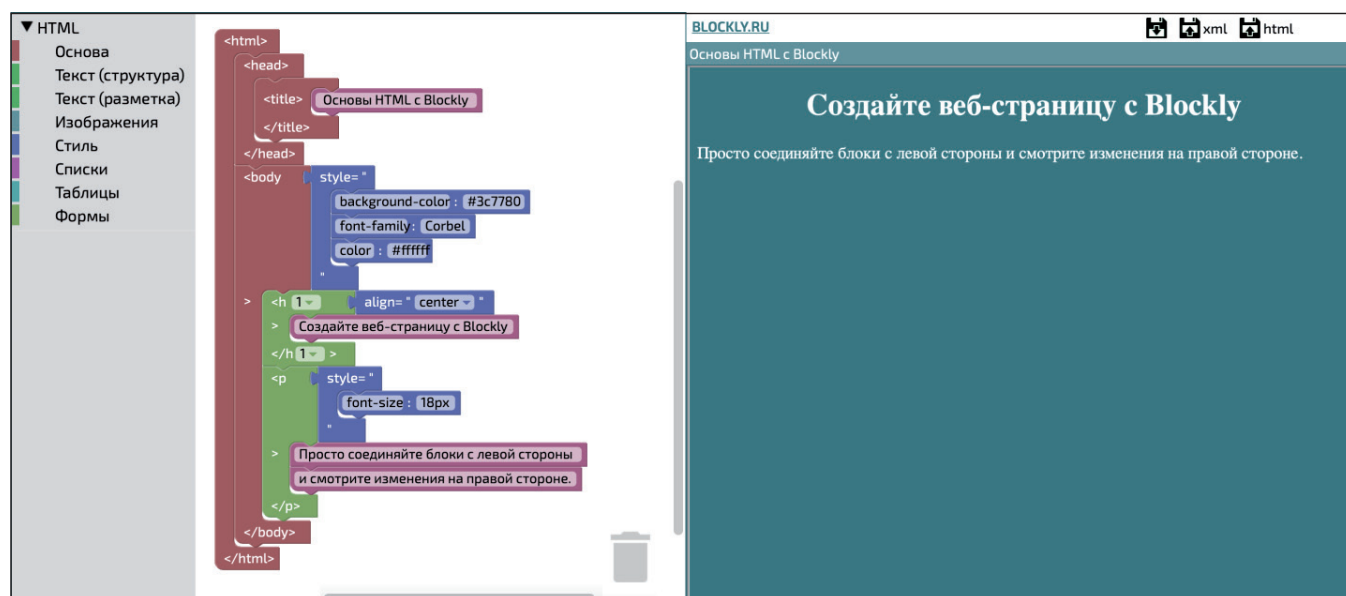 ▼ HTML
Основа
Текст (структура)
Текст (разметка)
Изображения
Стиль
Списки
Таблицы
Формы
<html>
<head>
<title> Основы HTML с Blockly
</title>
</head>
<body style= "
background-color : #3c7780
font-family : Corbel
color : #ffffff
"
> <h 1 align= " center "
> Создайте веб-страницу с Blockly
</h 1 >
<p style= "
font-size : 18px
"
> Просто соединяйте блоки с левой стороны
и смотрите изменения на правой стороне.
</p>
</body>
</html>
BLOCKLY.RU xml html
Основы HTML с Blockly
Создайте веб-страницу с Blockly
Просто соединяйте блоки с левой стороны и смотрите изменения на правой стороне.